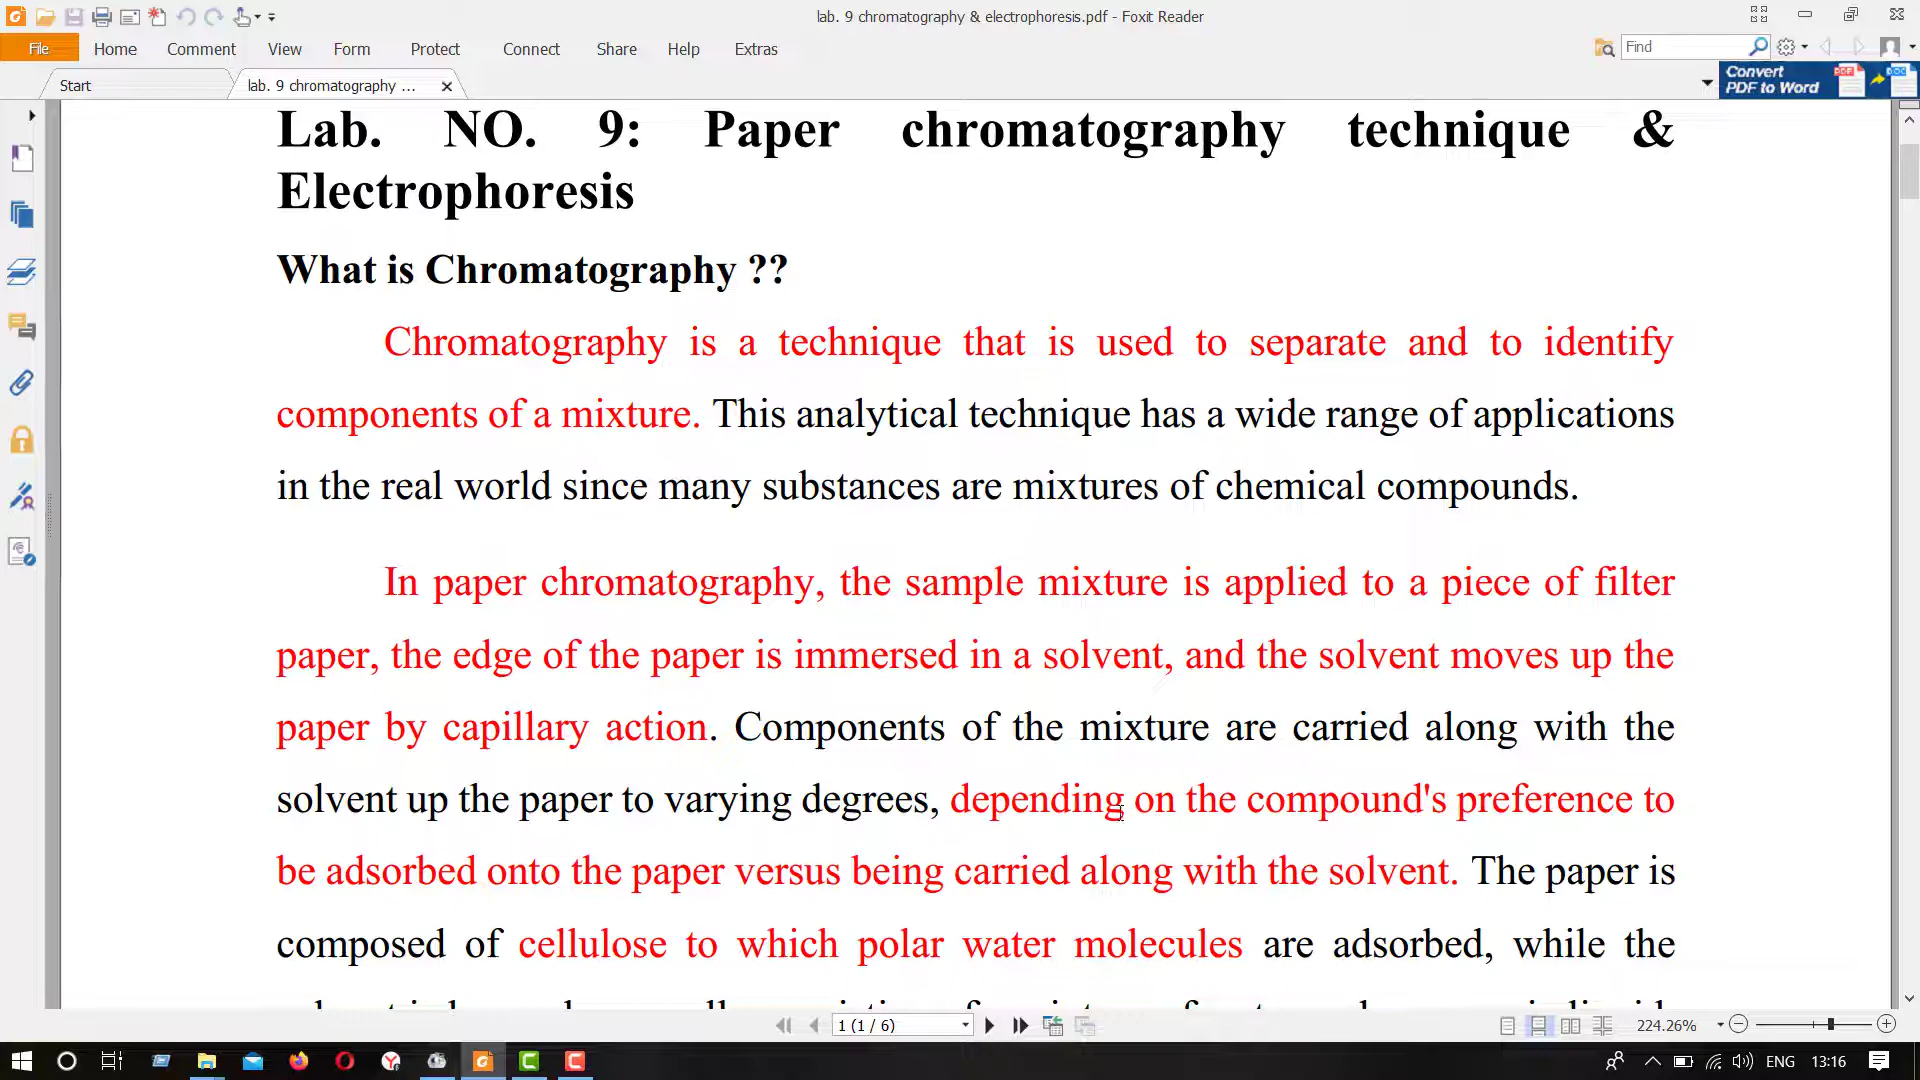 lab. 9 chromatography & electrophoresis.pdf - Foxit Reader
File Home Comment View Form Protect Connect Share Help Extras
Find
Start
lab. 9 chromatography ...
Convert
PDF to Word
PDF
DOC
Lab. NO. 9: Paper chromatography technique &
Electrophoresis
What is Chromatography ??
Chromatography is a technique that is used to separate and to identify
components of a mixture. This analytical technique has a wide range of applications
in the real world since many substances are mixtures of chemical compounds.
In paper chromatography, the sample mixture is applied to a piece of filter
paper, the edge of the paper is immersed in a solvent, and the solvent moves up the
paper by capillary action. Components of the mixture are carried along with the
solvent up the paper to varying degrees, depending on the compound's preference to
be adsorbed onto the paper versus being carried along with the solvent. The paper is
composed of cellulose to which polar water molecules are adsorbed, while the
1 (1 / 6)
224.26%
ENG
13:16